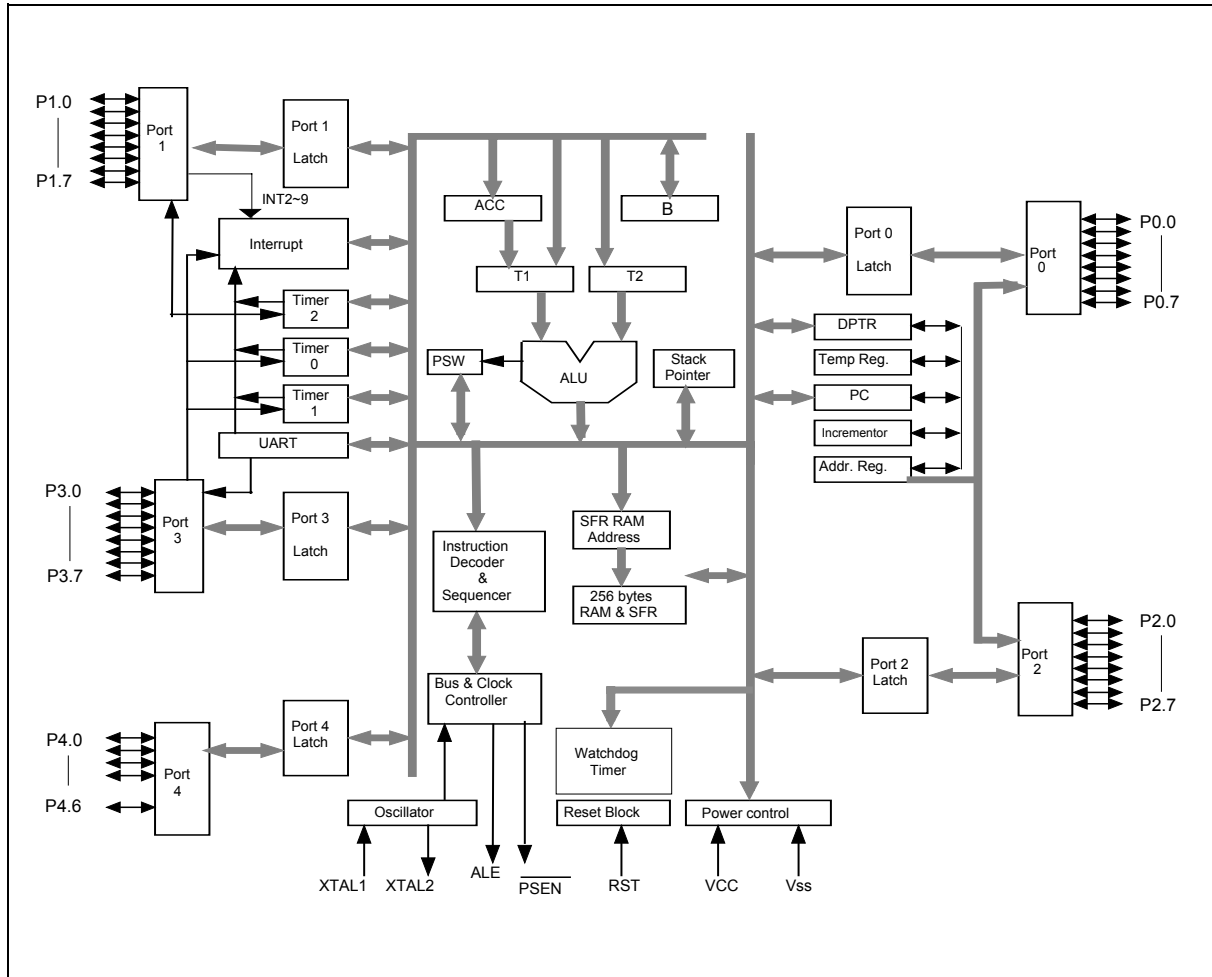 P1.0
P1.7
Port
1
Port 1
Latch
INT2~9
Interrupt
Timer
2
Timer
0
Timer
1
UART
P3.0
P3.7
Port
3
Port 3
Latch
P4.0
P4.6
Port
4
Port 4
Latch
ACC
B
T1
T2
PSW
ALU
Stack
Pointer
Instruction
Decoder
&
Sequencer
SFR RAM
Address
256 bytes
RAM & SFR
Bus & Clock
Controller
Watchdog
Timer
Oscillator
Reset Block
Power control
XTAL1
XTAL2
ALE
PSEN
RST
VCC
Vss
Port 0
Latch
Port
0
P0.0
P0.7
DPTR
Temp Reg.
PC
Incrementor
Addr. Reg.
Port 2
Latch
Port
2
P2.0
P2.7